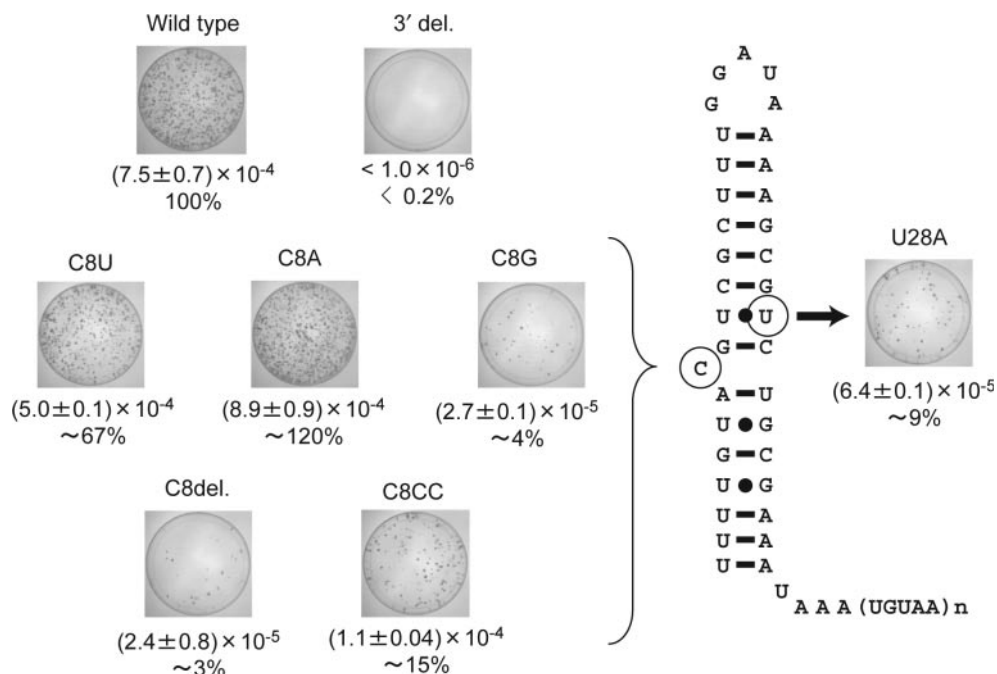 Wild type
(7.5±0.7)×10⁻⁴
100%
3′ del.
< 1.0×10⁻⁶
< 0.2%
C8U
(5.0±0.1)×10⁻⁴
~67%
C8A
(8.9±0.9)×10⁻⁴
~120%
C8G
(2.7±0.1)×10⁻⁵
~4%
C8del.
(2.4±0.8)×10⁻⁵
~3%
C8CC
(1.1±0.04)×10⁻⁴
~15%
A
G U
G A
U━A
U━A
U━A
C━G
G━C
C━G
U●U
G━C
C
A━U
U●G
G━C
U●G
U━A
U━A
U━A
U
AAA(UGUAA)n
U28A
(6.4±0.1)×10⁻⁵
~9%